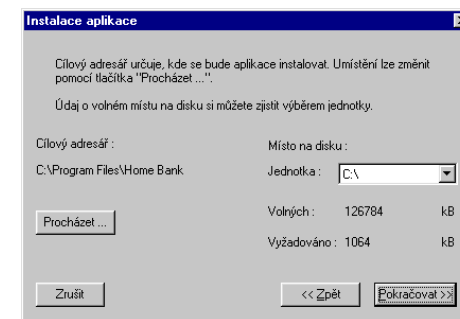 Instalace aplikace
Cílový adresář určuje, kde se bude aplikace instalovat. Umístění lze změnit
pomocí tlačítka "Procházet ...".
Údaj o volném místu na disku si můžete zjistit výběrem jednotky.
Cílový adresář :
Místo na disku :
C:\Program Files\Home Bank
Jednotka : C:\
Procházet ...
Volných : 126784 kB
Vyžadováno : 1064 kB
Zrušit
<< Zpět
Pokračovat >>